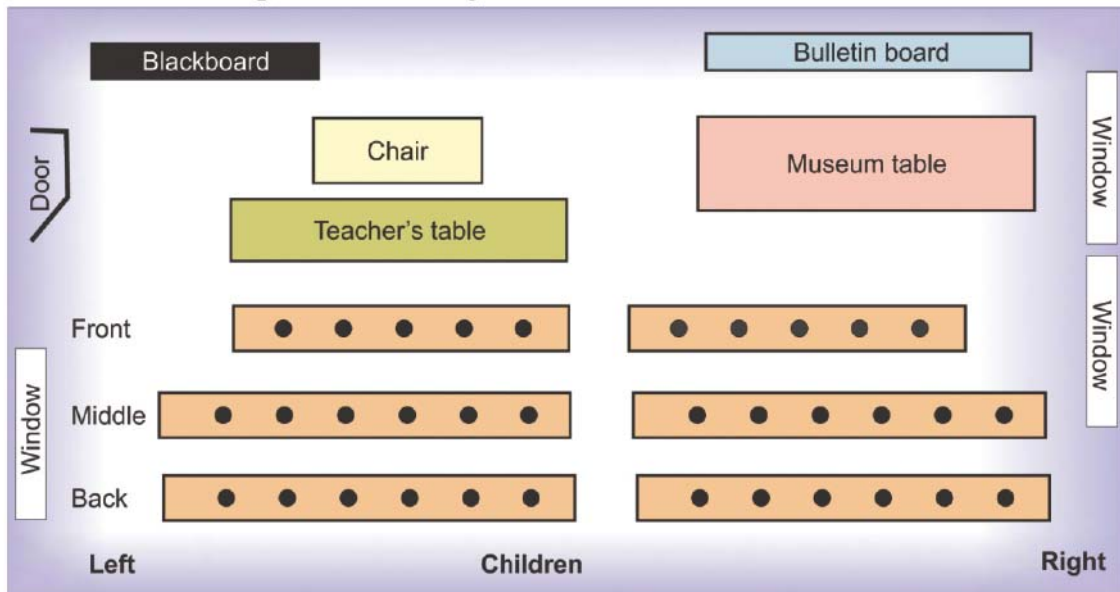 Blackboard
Bulletin board
Door
Chair
Museum table
Window
Teacher's table
Front
Window
Middle
Window
Back
Left
Children
Right